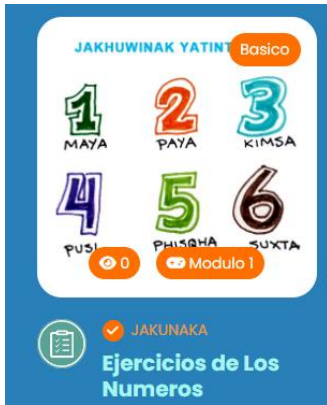 JAKHUWINAK YATINT
Basico
1 2 3
MAYA PAYA KIMSA
4 5 6
PUSI PHISQHA SUXTA
0 Modulo 1
JAKUNAKA
Ejercicios de Los
Numeros